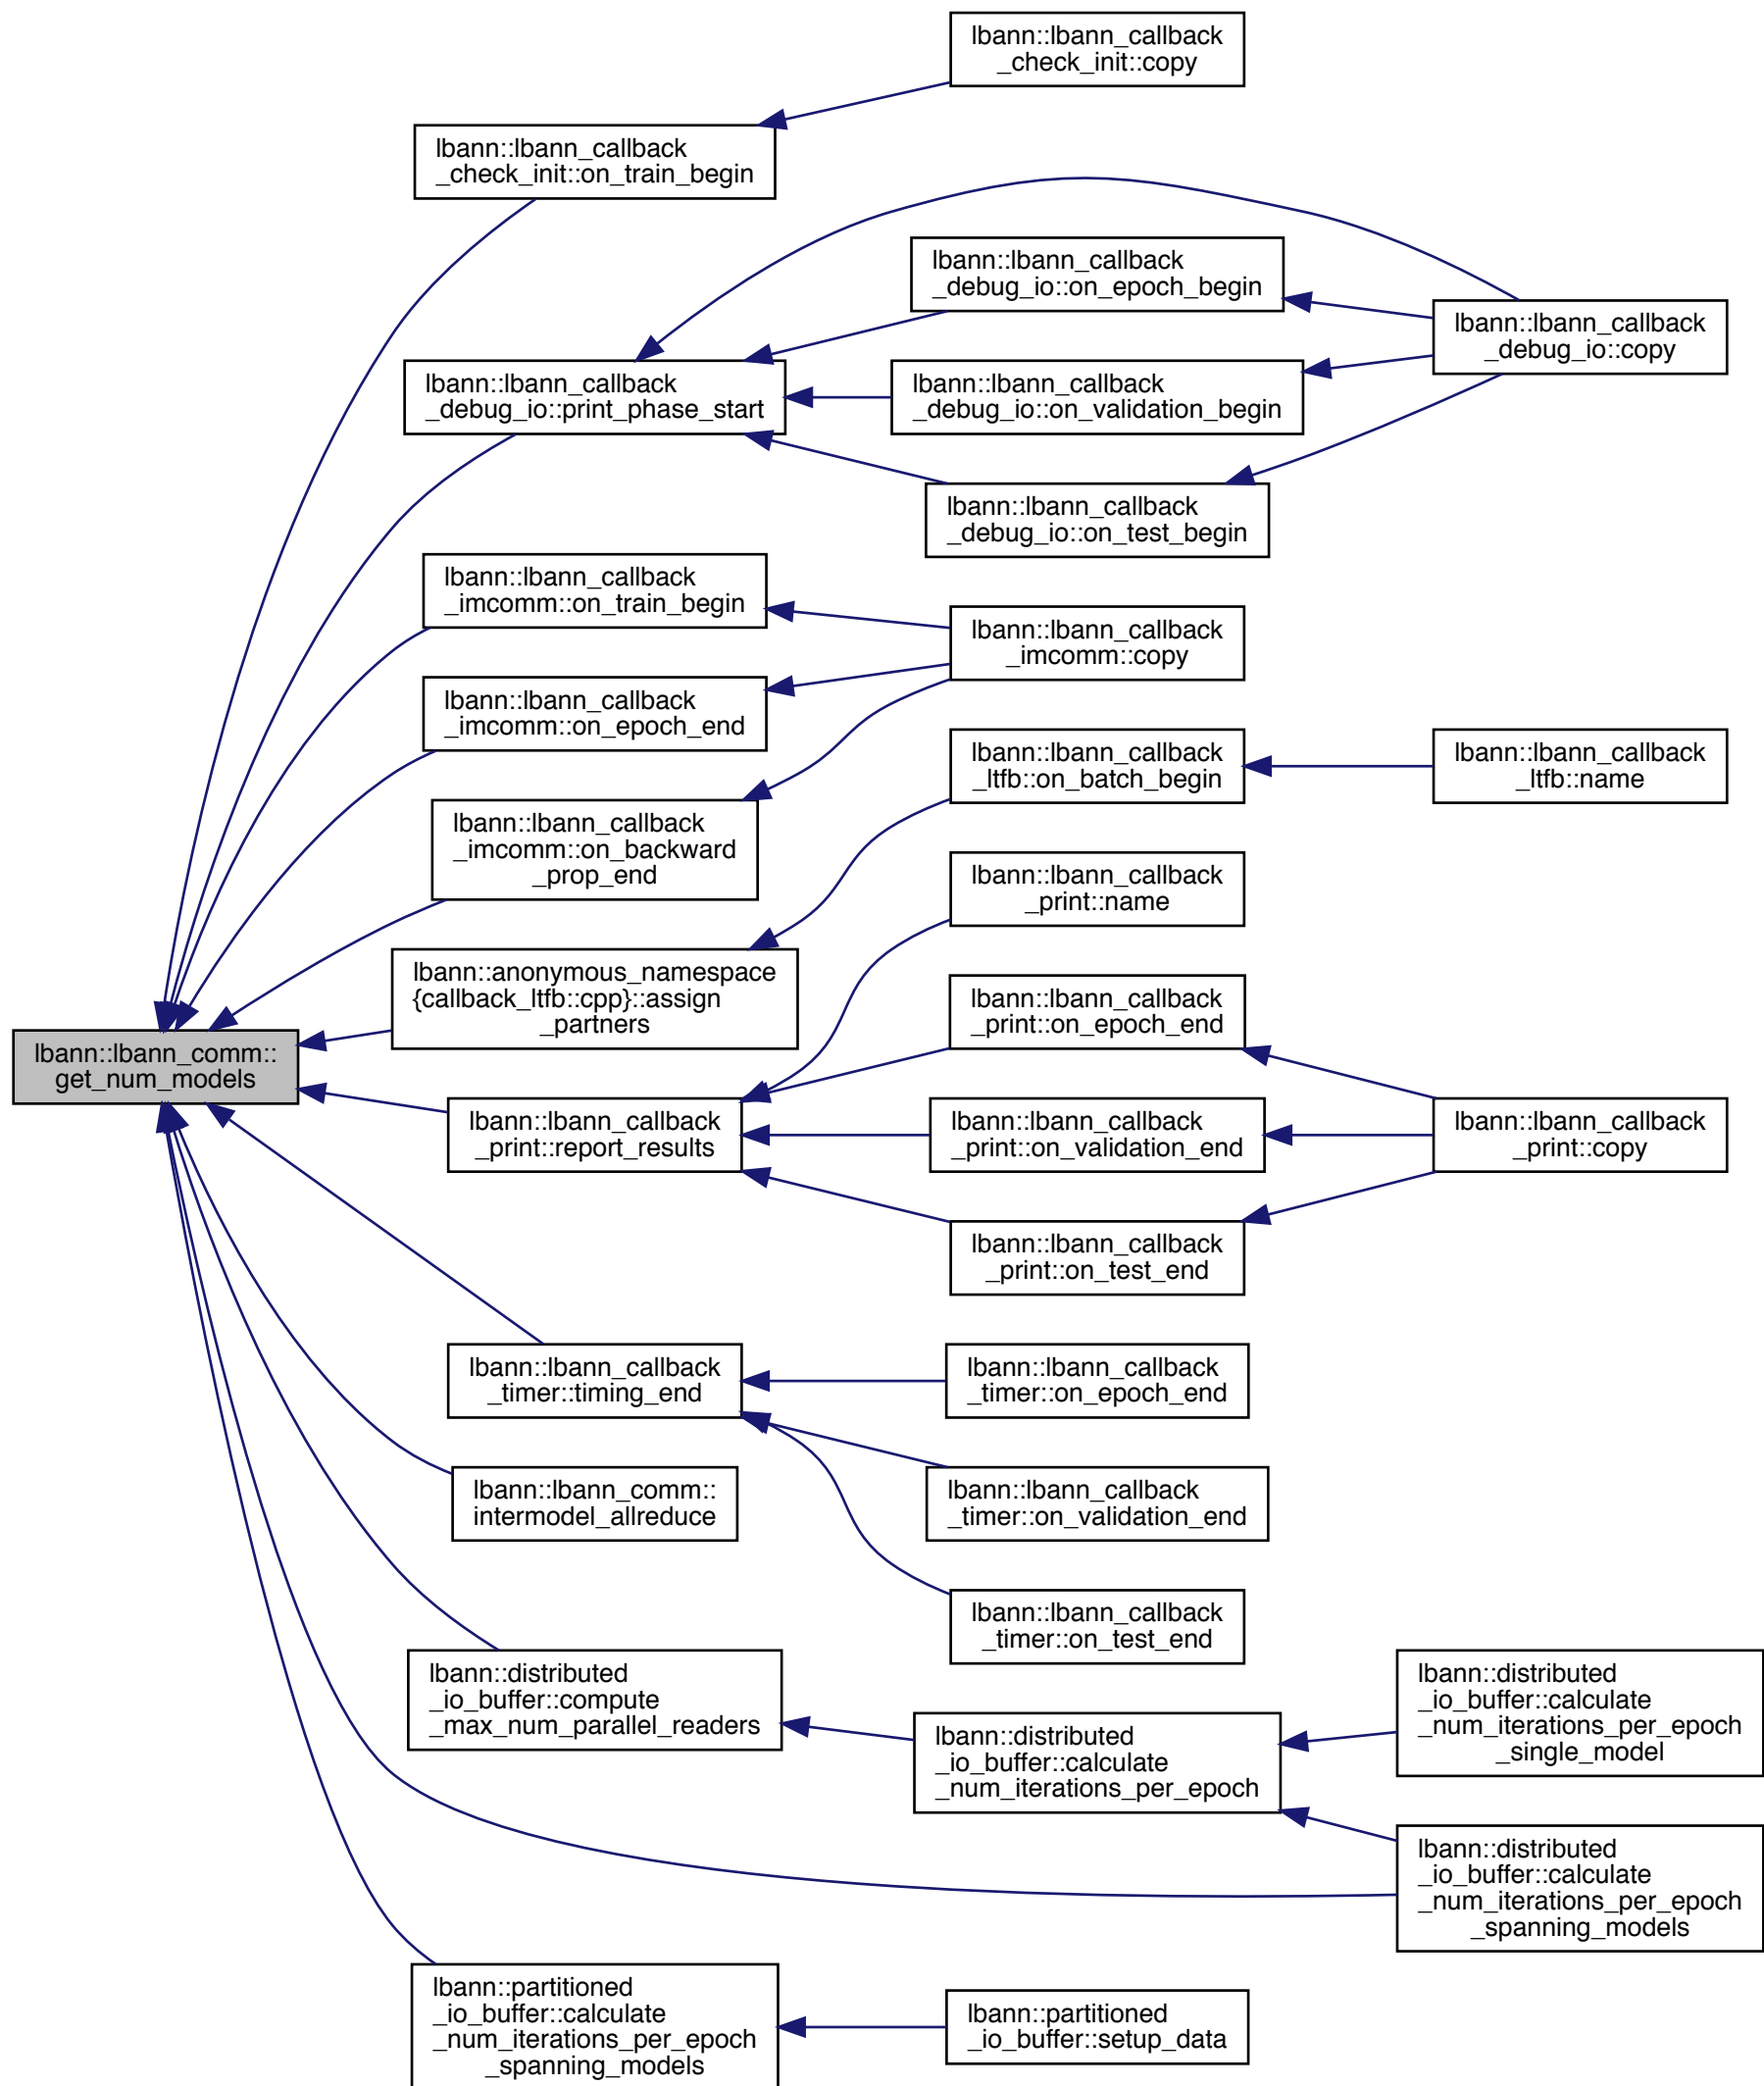 lbann::lbann_callback
_check_init::copy
lbann::lbann_callback
_check_init::on_train_begin
lbann::lbann_callback
_debug_io::on_epoch_begin
lbann::lbann_callback
_debug_io::copy
lbann::lbann_callback
_debug_io::print_phase_start
lbann::lbann_callback
_debug_io::on_validation_begin
lbann::lbann_callback
_debug_io::on_test_begin
lbann::lbann_callback
_imcomm::on_train_begin
lbann::lbann_callback
_imcomm::copy
lbann::lbann_callback
_imcomm::on_epoch_end
lbann::lbann_callback
_ltfb::on_batch_begin
lbann::lbann_callback
_ltfb::name
lbann::lbann_callback
_imcomm::on_backward
_prop_end
lbann::lbann_callback
_print::name
lbann::anonymous_namespace
{callback_ltfb::cpp}::assign
_partners
lbann::lbann_callback
_print::on_epoch_end
lbann::lbann_comm::
get_num_models
lbann::lbann_callback
_print::report_results
lbann::lbann_callback
_print::on_validation_end
lbann::lbann_callback
_print::copy
lbann::lbann_callback
_print::on_test_end
lbann::lbann_callback
_timer::timing_end
lbann::lbann_callback
_timer::on_epoch_end
lbann::lbann_comm::
intermodel_allreduce
lbann::lbann_callback
_timer::on_validation_end
lbann::lbann_callback
_timer::on_test_end
lbann::distributed
_io_buffer::compute
_max_num_parallel_readers
lbann::distributed
_io_buffer::calculate
_num_iterations_per_epoch
lbann::distributed
_io_buffer::calculate
_num_iterations_per_epoch
_single_model
lbann::distributed
_io_buffer::calculate
_num_iterations_per_epoch
_spanning_models
lbann::partitioned
_io_buffer::calculate
_num_iterations_per_epoch
_spanning_models
lbann::partitioned
_io_buffer::setup_data